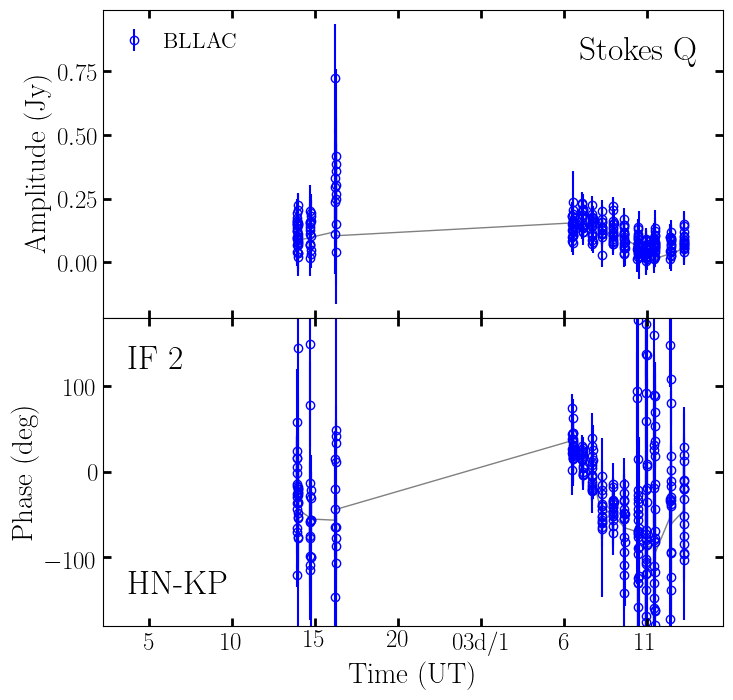 BLLAC
Stokes Q
Amplitude (Jy)
0.75
0.50
0.25
0.00
IF 2
HN-KP
Phase (deg)
100
0
−100
5 10 15 20 03d/1 6 11
Time (UT)